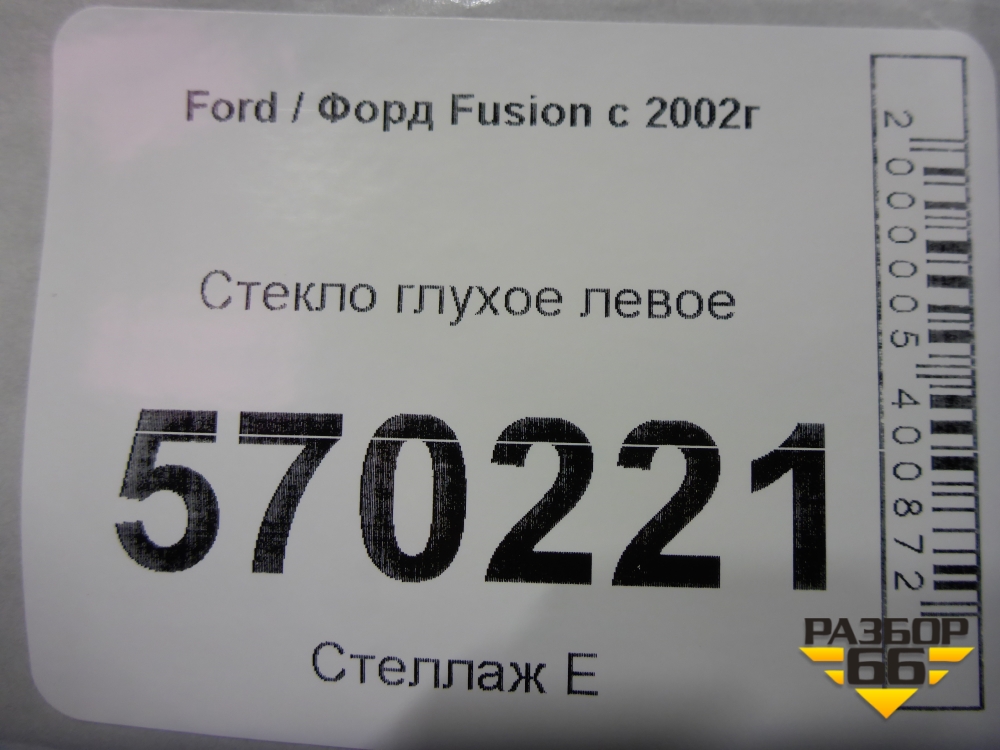 Ford / Форд Fusion с 2002г
Стекло глухое левое
570221
Стеллаж Е
2000005400872
РАЗБОР
66